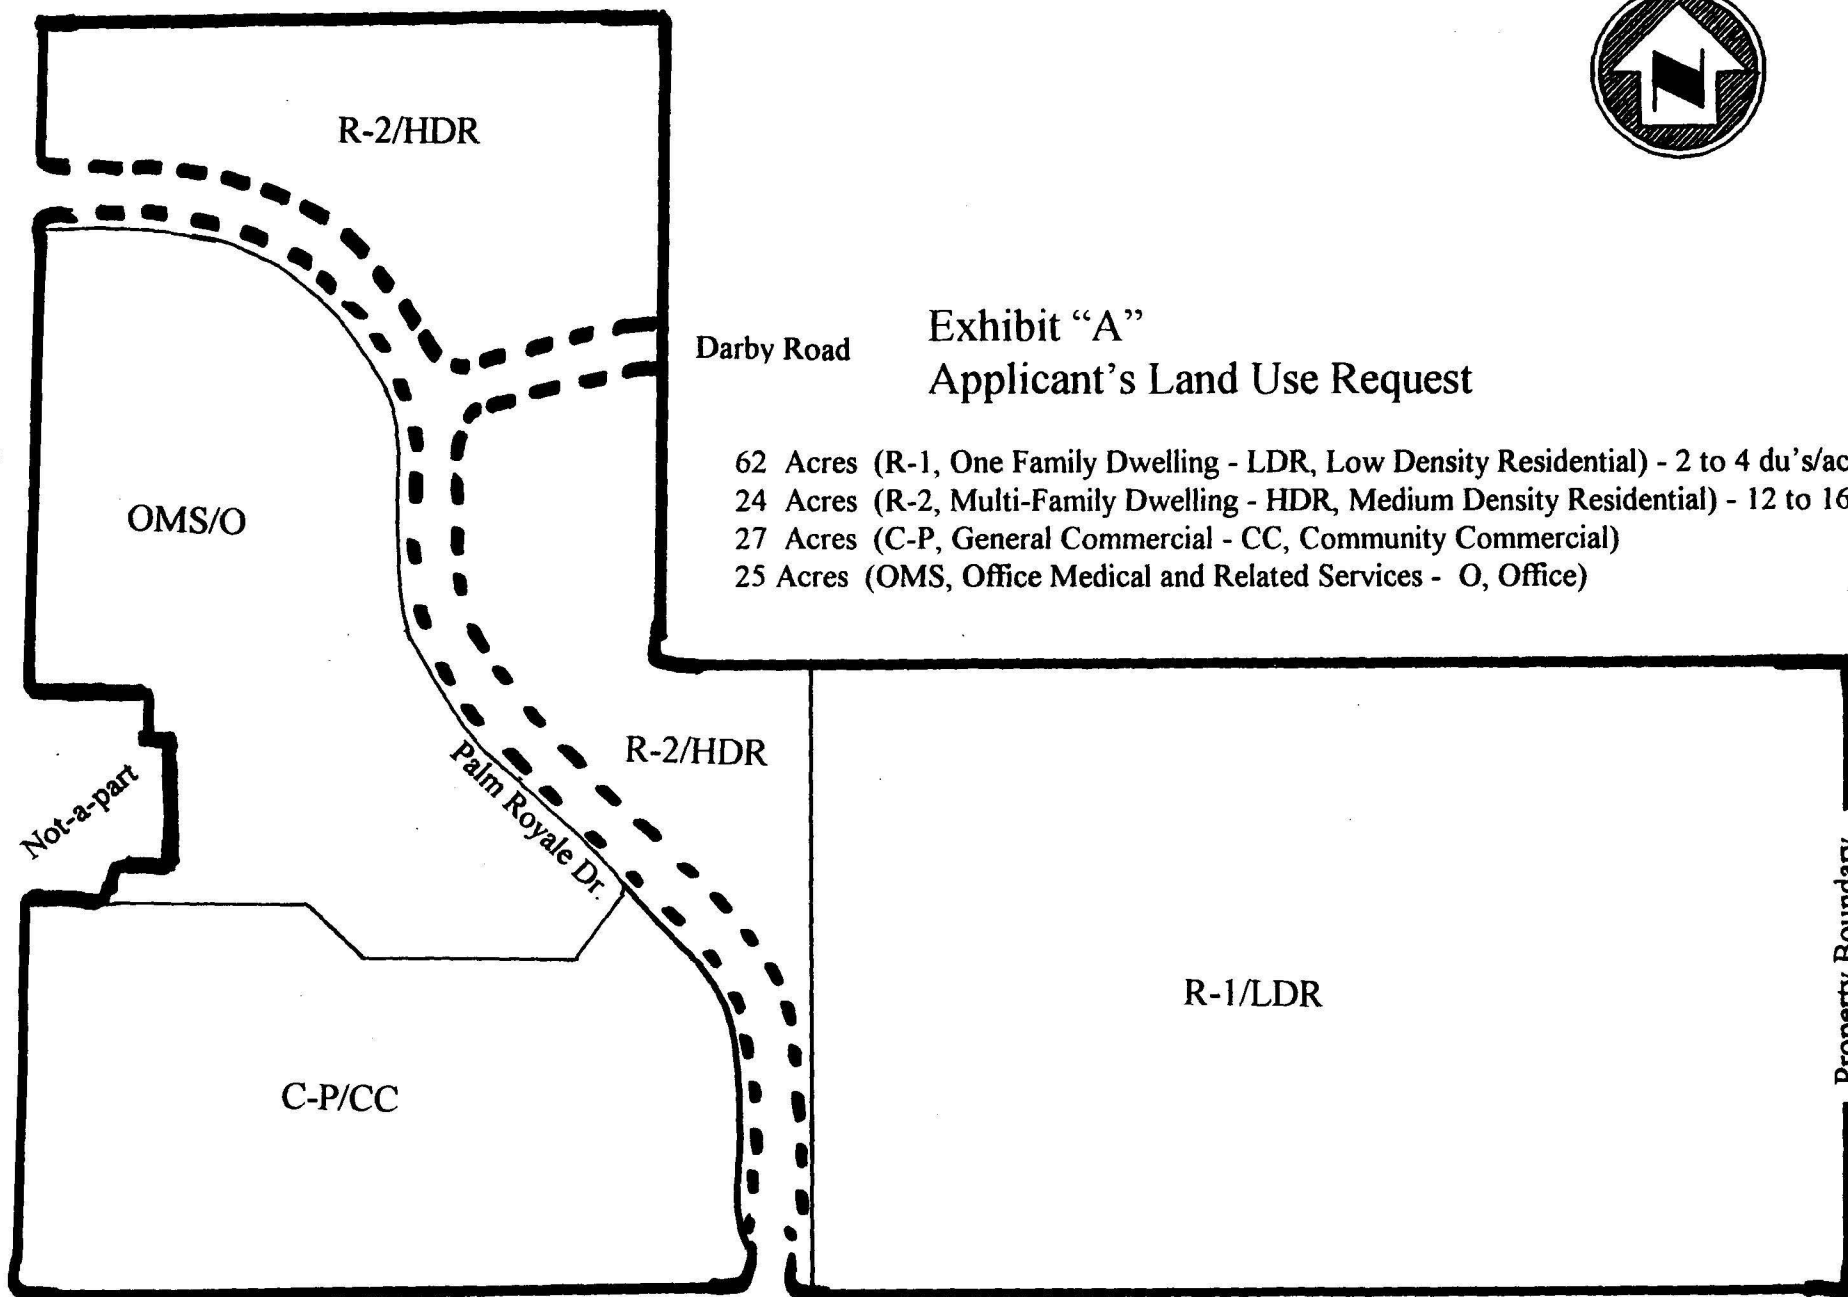 N
R-2/HDR
Darby Road
Exhibit “A”
Applicant’s Land Use Request
62 Acres (R-1, One Family Dwelling - LDR, Low Density Residential) - 2 to 4 du’s/ac
24 Acres (R-2, Multi-Family Dwelling - HDR, Medium Density Residential) - 12 to 16
27 Acres (C-P, General Commercial - CC, Community Commercial)
25 Acres (OMS, Office Medical and Related Services - O, Office)
OMS/O
R-2/HDR
Palm Royale Dr.
Not-a-part
Property Boundary
R-1/LDR
C-P/CC